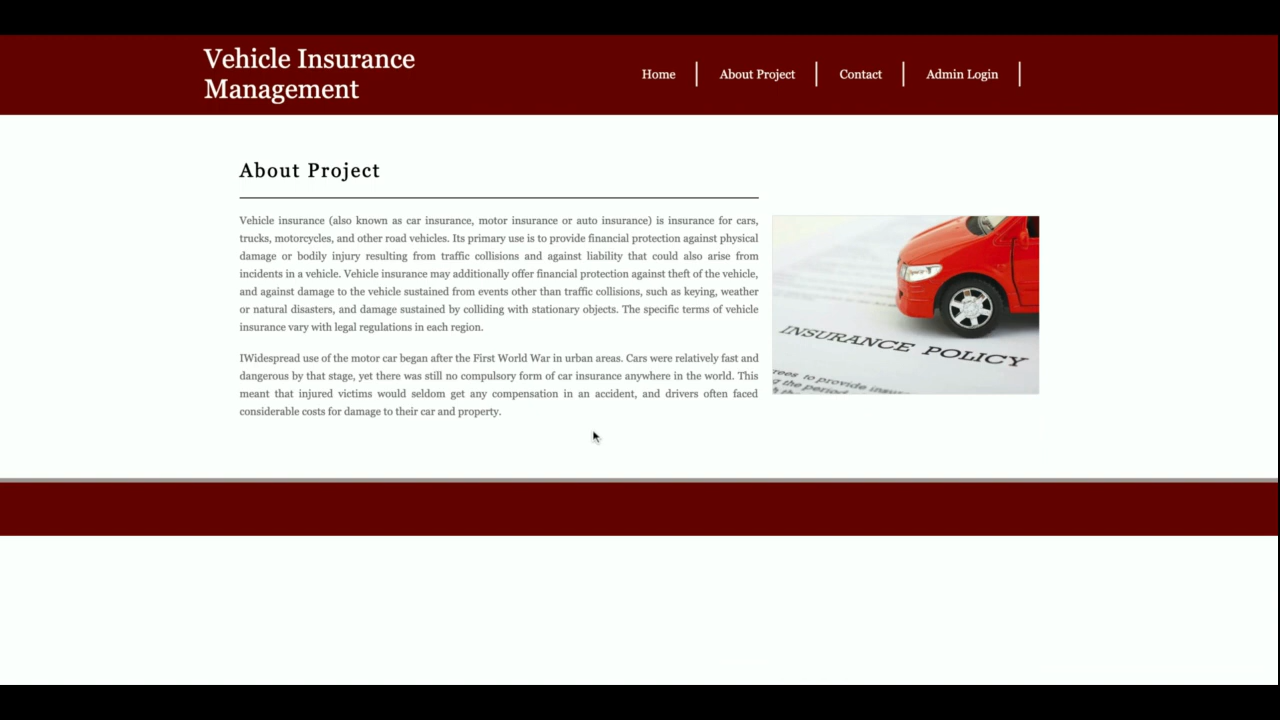 Vehicle Insurance
Management
Home
About Project
Contact
Admin Login
About Project
Vehicle insurance (also known as car insurance, motor insurance or auto insurance) is insurance for cars,
trucks, motorcycles, and other road vehicles. Its primary use is to provide financial protection against physical
damage or bodily injury resulting from traffic collisions and against liability that could also arise from
incidents in a vehicle. Vehicle insurance may additionally offer financial protection against theft of the vehicle,
and against damage to the vehicle sustained from events other than traffic collisions, such as keying, weather
or natural disasters, and damage sustained by colliding with stationary objects. The specific terms of vehicle
insurance vary with legal regulations in each region.
IWidespread use of the motor car began after the First World War in urban areas. Cars were relatively fast and
dangerous by that stage, yet there was still no compulsory form of car insurance anywhere in the world. This
meant that injured victims would seldom get any compensation in an accident, and drivers often faced
considerable costs for damage to their car and property.
INSURANCE POLICY
rees to provide insu
g the period